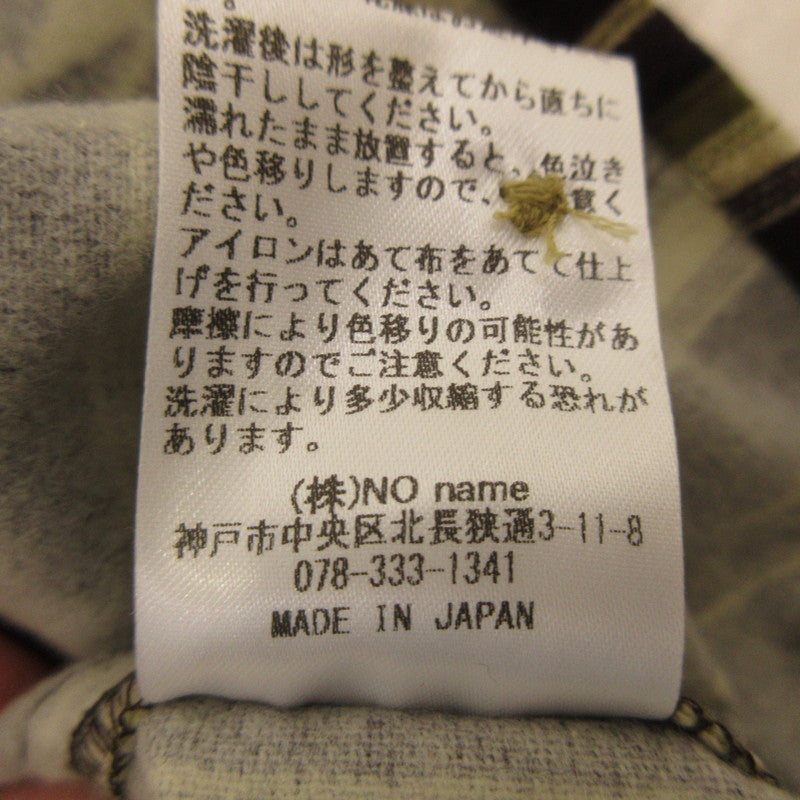 洗濯後は形を整えてから直ちに
陰干ししてください。
濡れたまま放置すると、色泣き
や色移りしますので、意く
ださい。
アイロンはあて布をあてて仕上
げを行ってください。
摩擦により色移りの可能性があ
りますのでご注意ください。
洗濯により多少収縮する恐れが
あります。
(株)NO name
神戸市中央区北長狭通3-11-8
078-333-1341
MADE IN JAPAN